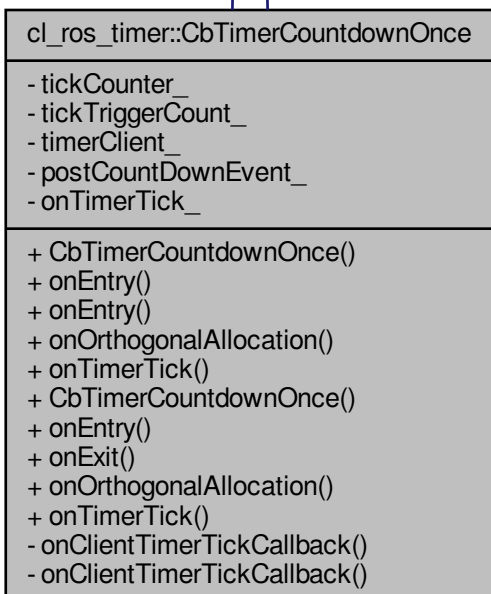 cl_ros_timer::CbTimerCountdownOnce
- tickCounter_
- tickTriggerCount_
- timerClient_
- postCountDownEvent_
- onTimerTick_
+ CbTimerCountdownOnce()
+ onEntry()
+ onEntry()
+ onOrthogonalAllocation()
+ onTimerTick()
+ CbTimerCountdownOnce()
+ onEntry()
+ onExit()
+ onOrthogonalAllocation()
+ onTimerTick()
- onClientTimerTickCallback()
- onClientTimerTickCallback()